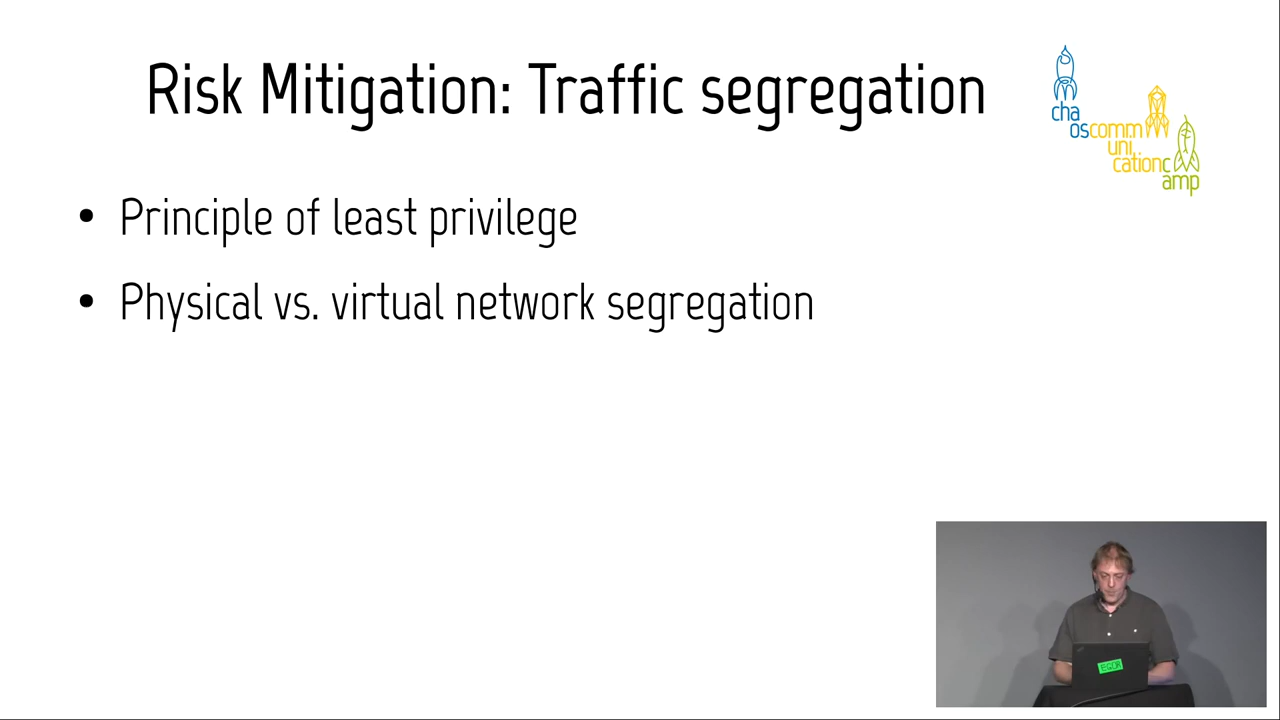 Risk Mitigation: Traffic segregation
cha
oscomm
uni
cationc
amp
• Principle of least privilege
• Physical vs. virtual network segregation